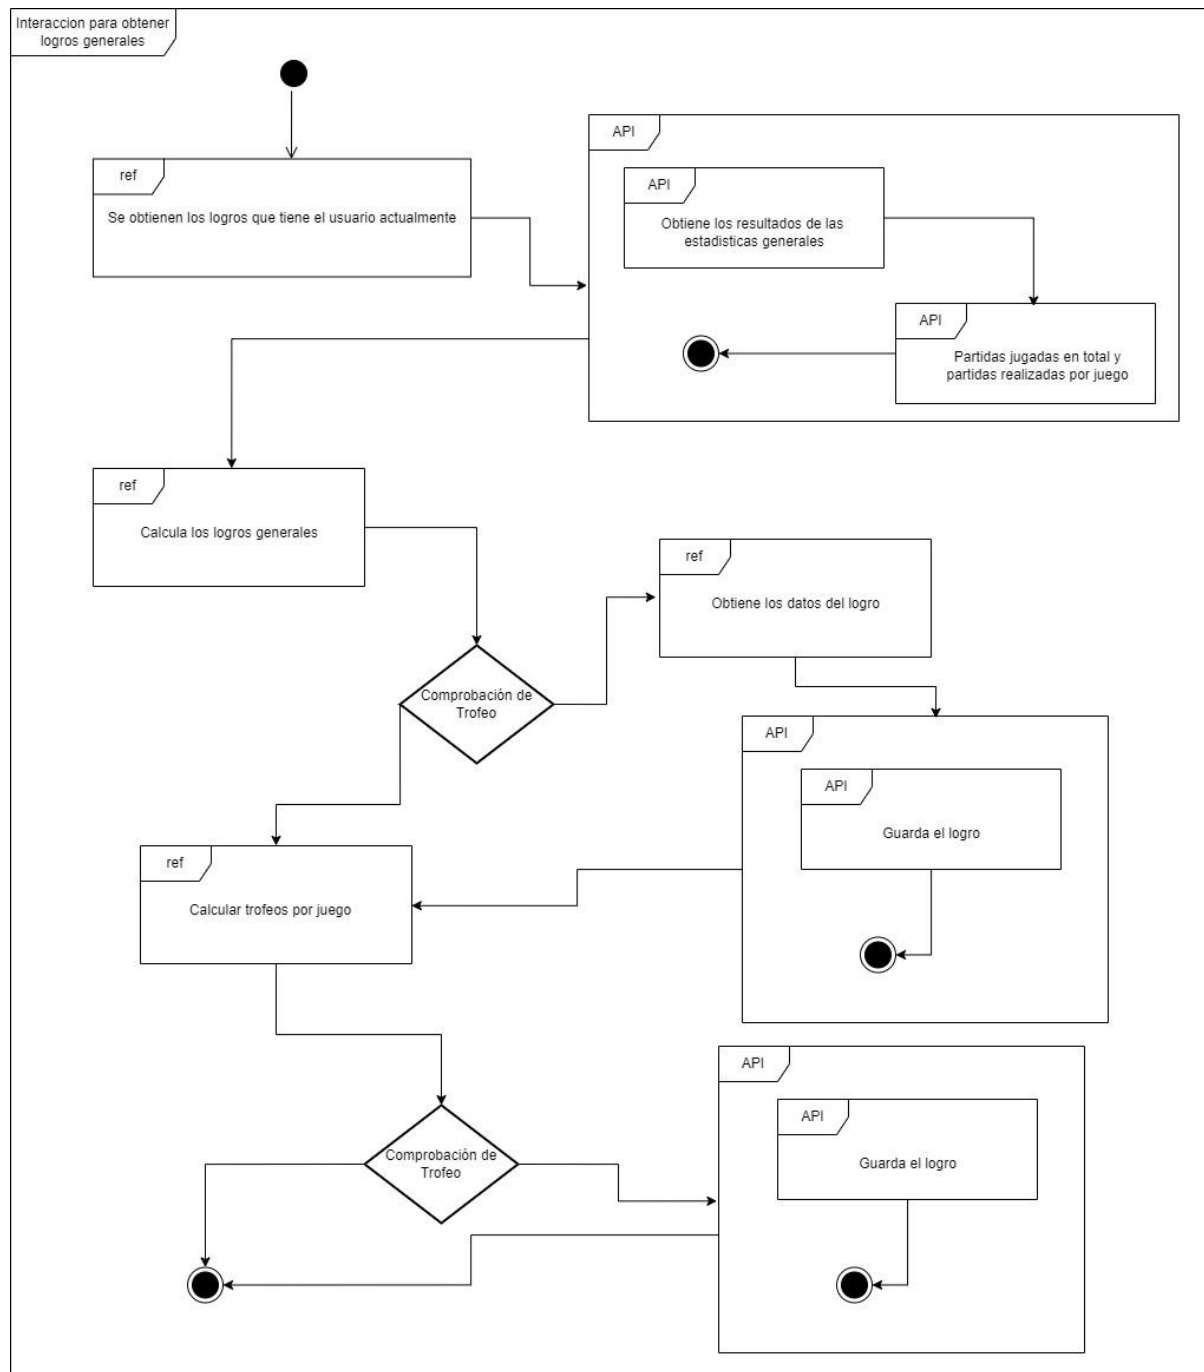 Interaccion para obtener
logros generales
ref
Se obtienen los logros que tiene el usuario actualmente
API
API
Obtiene los resultados de las
estadisticas generales
API
Partidas jugadas en total y
partidas realizadas por juego
ref
Calcula los logros generales
ref
Obtiene los datos del logro
Comprobación de
Trofeo
API
API
Guarda el logro
ref
Calcular trofeos por juego
API
API
Guarda el logro
Comprobación de
Trofeo